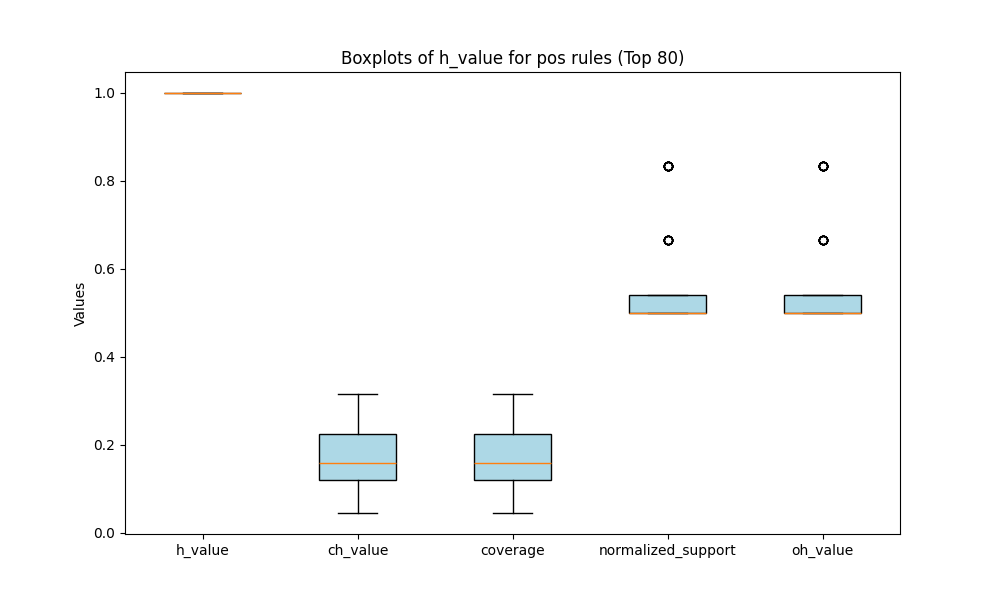 Boxplots of h_value for pos rules (Top 80)
Values
1.0
0.8
0.6
0.4
0.2
0.0
h_value
ch_value
coverage
normalized_support
oh_value